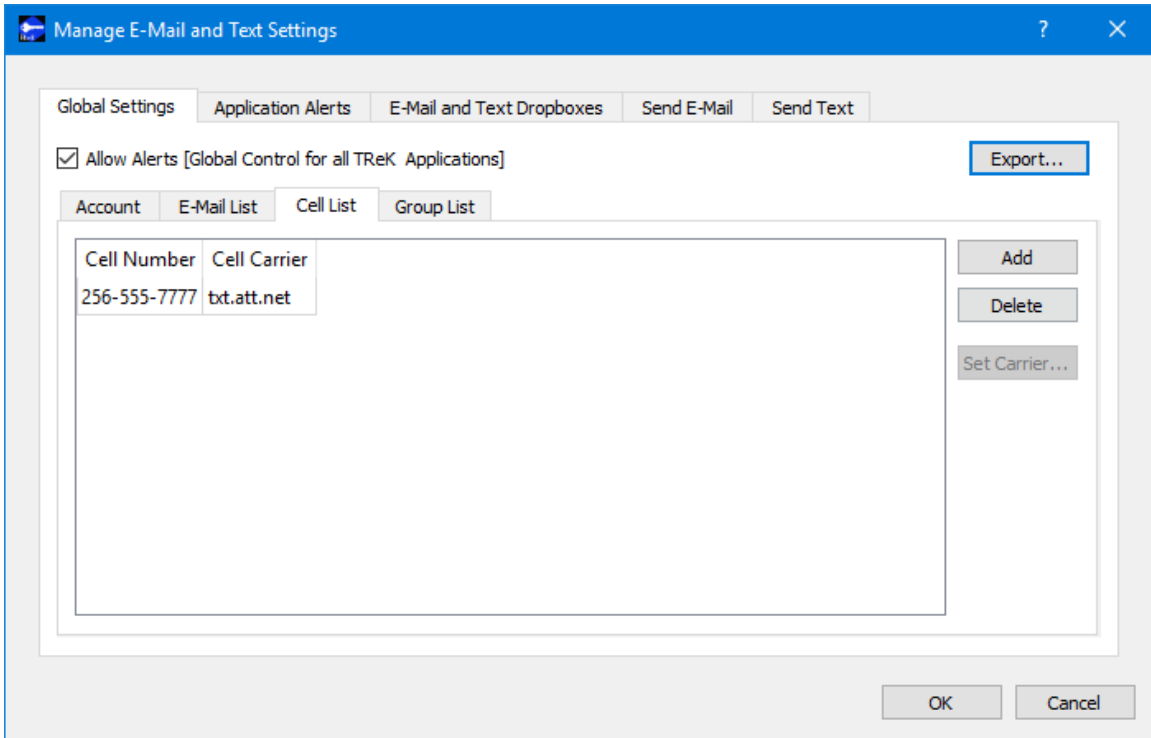 Manage E-Mail and Text Settings ?
Global Settings Application Alerts E-Mail and Text Dropboxes Send E-Mail Send Text
Allow Alerts [Global Control for all TReK Applications] Export...
Account E-Mail List Cell List Group List
Cell Number Cell Carrier Add
256-555-7777 txt.att.net Delete
Set Carrier...
OK Cancel